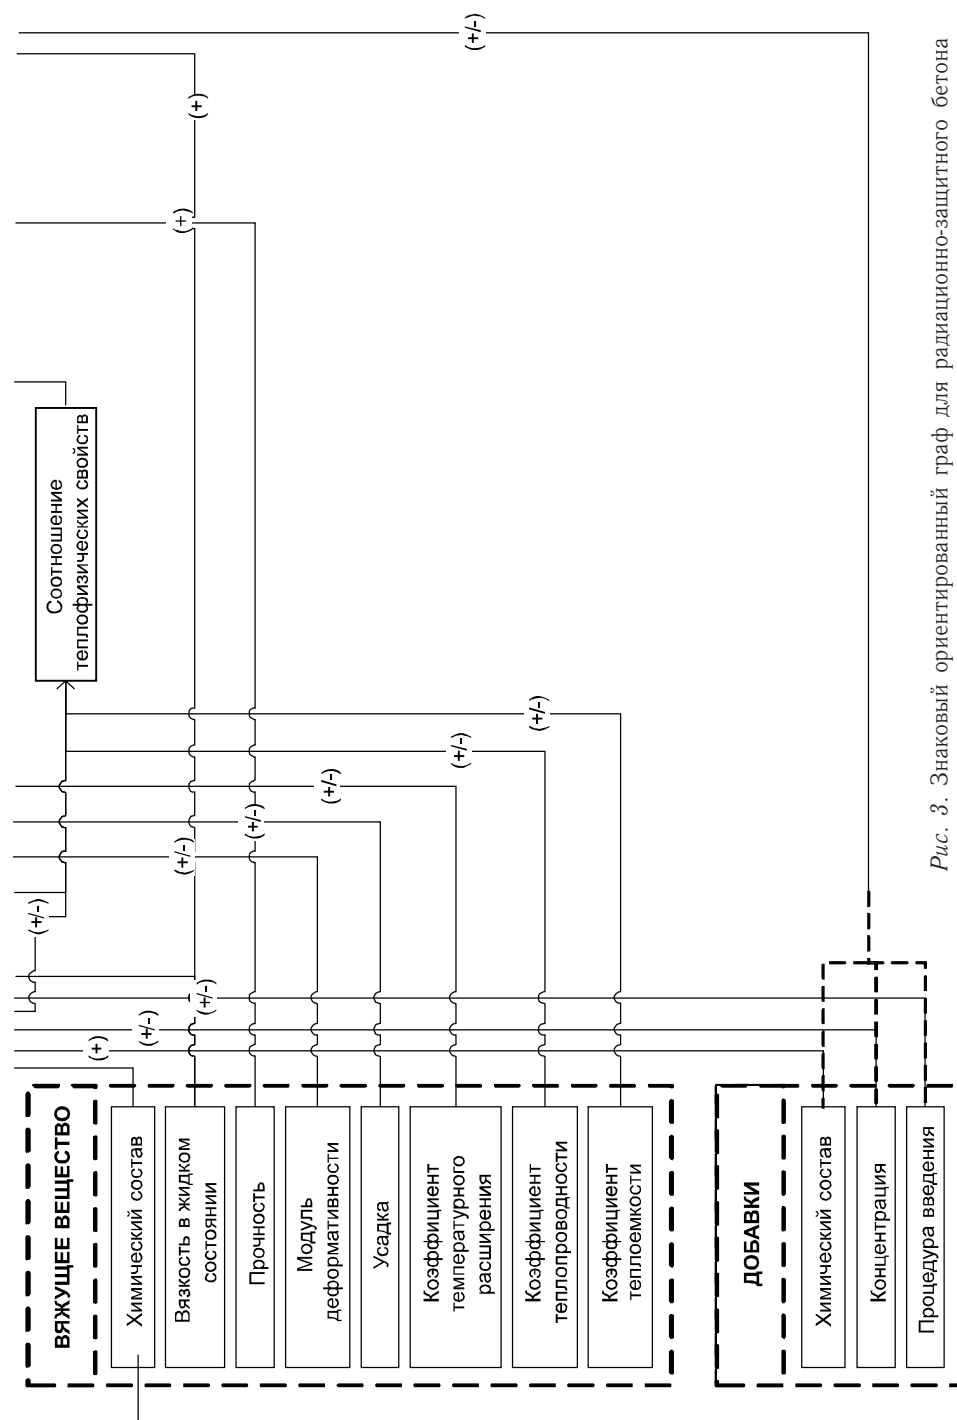 ВЯЖУЩЕЕ ВЕЩЕСТВО
Химический состав
Вязкость в жидком
состоянии
Прочность
Модуль
деформативности
Усадка
Коэффициент
температурного
расширения
Коэффициент
теплопроводности
Коэффициент
теплоемкости
ДОБАВКИ
Химический состав
Концентрация
Процедура введения
Соотношение
теплофизических свойств
(+)
(+/-)
(+/-)
(+/-)
(+/-)
(+/-)
(+/-)
(+/-)
(+/-)
(+/-)
(+)
(+)
(+/-)
Рис. 3. Знаковый ориентированный граф для радиационно-защитного бетона